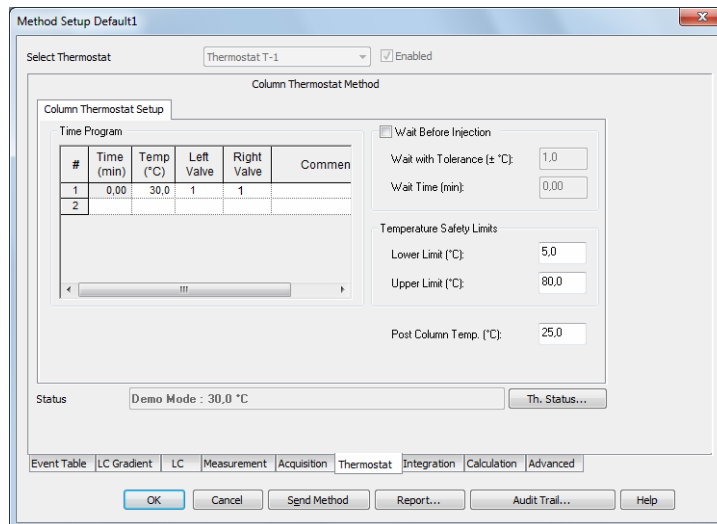 Method Setup Default1
Select Thermostat Thermostat T-1 Enabled
Column Thermostat Method
Column Thermostat Setup
Time Program
# Time (min) Temp (°C) Left Valve Right Valve Commen
1 0,00 30,0 1 1
2
Wait Before Injection
Wait with Tolerance (± °C): 1,0
Wait Time (min): 0,00
Temperature Safety Limits
Lower Limit (°C): 5,0
Upper Limit (°C): 80,0
Post Column Temp. (°C): 25,0
Status Demo Mode : 30,0 °C Th. Status...
Event Table LC Gradient LC Measurement Acquisition Thermostat Integration Calculation Advanced
OK Cancel Send Method Report... Audit Trail... Help